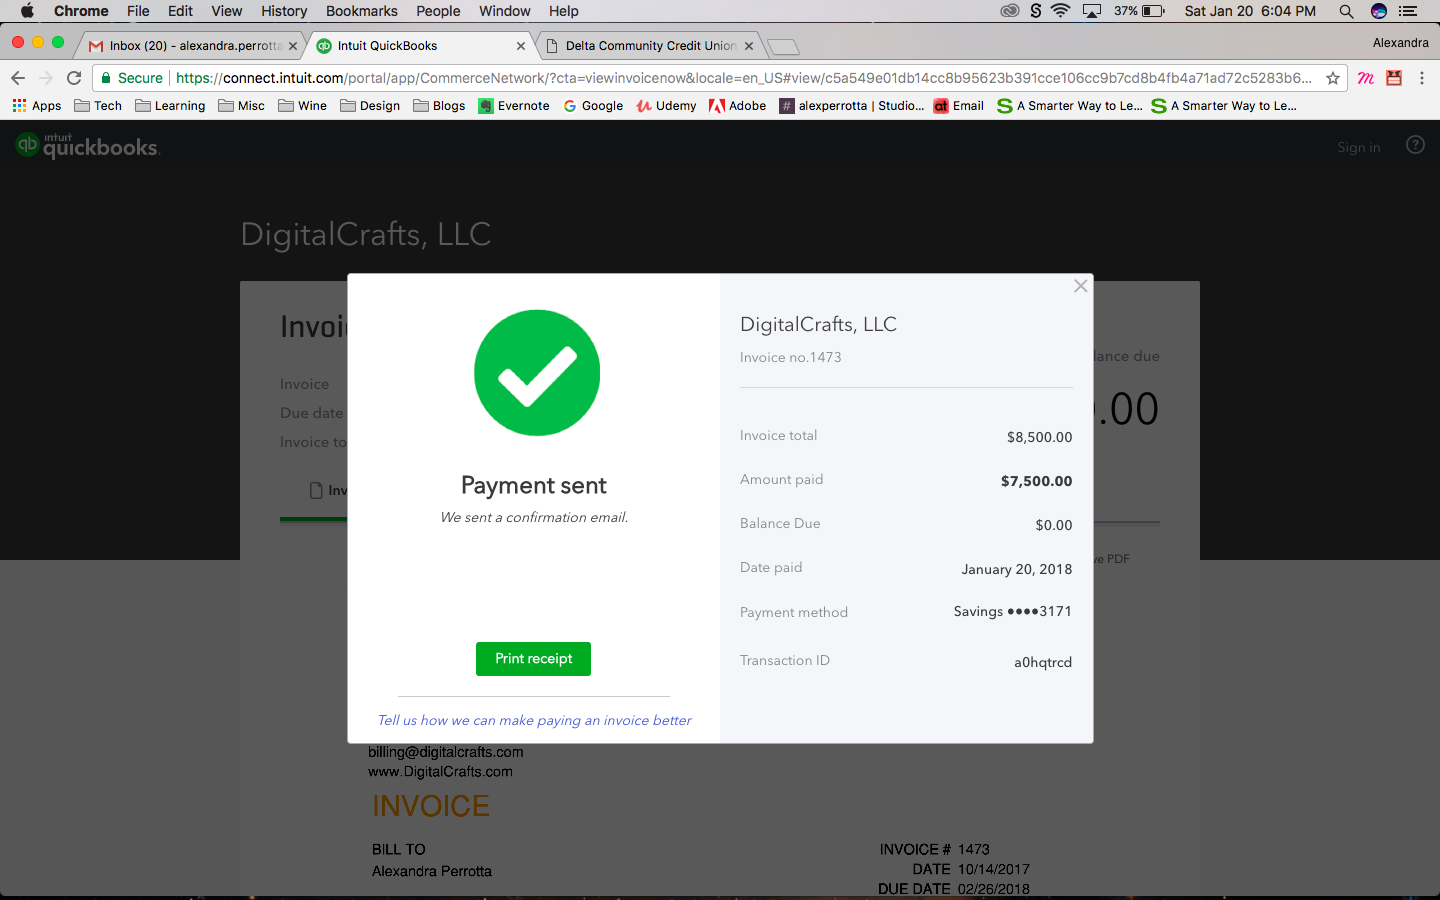 Chrome File Edit View History Bookmarks People Window Help 37% Sat Jan 20 6:04 PM
Inbox (20) - alexandra.perrotta Intuit QuickBooks Delta Community Credit Union Alexandra
Secure https://connect.intuit.com/portal/app/CommerceNetwork/?cta=viewinvoicenow&locale=en_US#view/c5a549e01db14cc8b95623b391cce106cc9b7cd8b4fb4a71ad72c5283b6...
Apps Tech Learning Misc Wine Design Blogs Evernote Google Udemy Adobe alexperrotta | Studio... Email A Smarter Way to Le... A Smarter Way to Le...
intuit
quickbooks. Sign in
DigitalCrafts, LLC
Invoi
Invoice
Due date
Invoice to
Inv
lance due
.00
ve PDF
Payment sent
We sent a confirmation email.
Print receipt
Tell us how we can make paying an invoice better
DigitalCrafts, LLC
Invoice no.1473
Invoice total $8,500.00
Amount paid $7,500.00
Balance Due $0.00
Date paid January 20, 2018
Payment method Savings ••••3171
Transaction ID a0hqtrcd
billing@digitalcrafts.com
www.DigitalCrafts.com
INVOICE
BILL TO
Alexandra Perrotta
INVOICE # 1473
DATE 10/14/2017
DUE DATE 02/26/2018